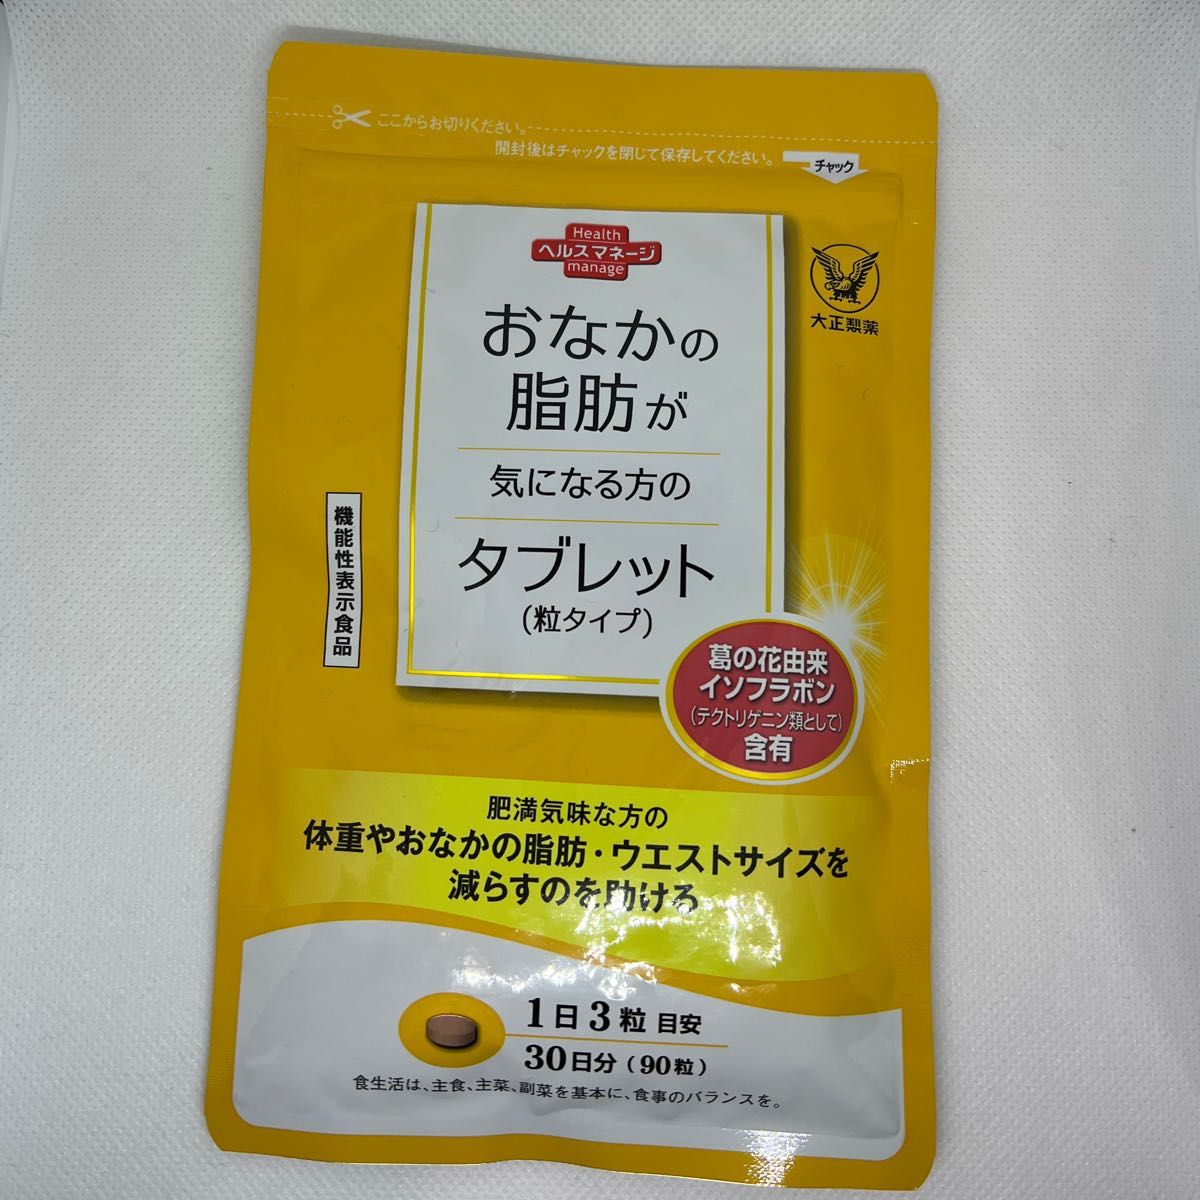 ここからお切りください。
開封後はチャックを閉じて保存してください。
チャック
Health
ヘルスマネージ
manage
大正製薬
おなかの
脂肪が
気になる方の
タブレット
(粒タイプ)
機能性表示食品
葛の花由来
イソフラボン
(テクトリゲニン類として)
含有
肥満気味な方の
体重やおなかの脂肪・ウエストサイズを
減らすのを助ける
1日3粒 目安
30日分(90粒)
食生活は、主食、主菜、副菜を基本に、食事のバランスを。